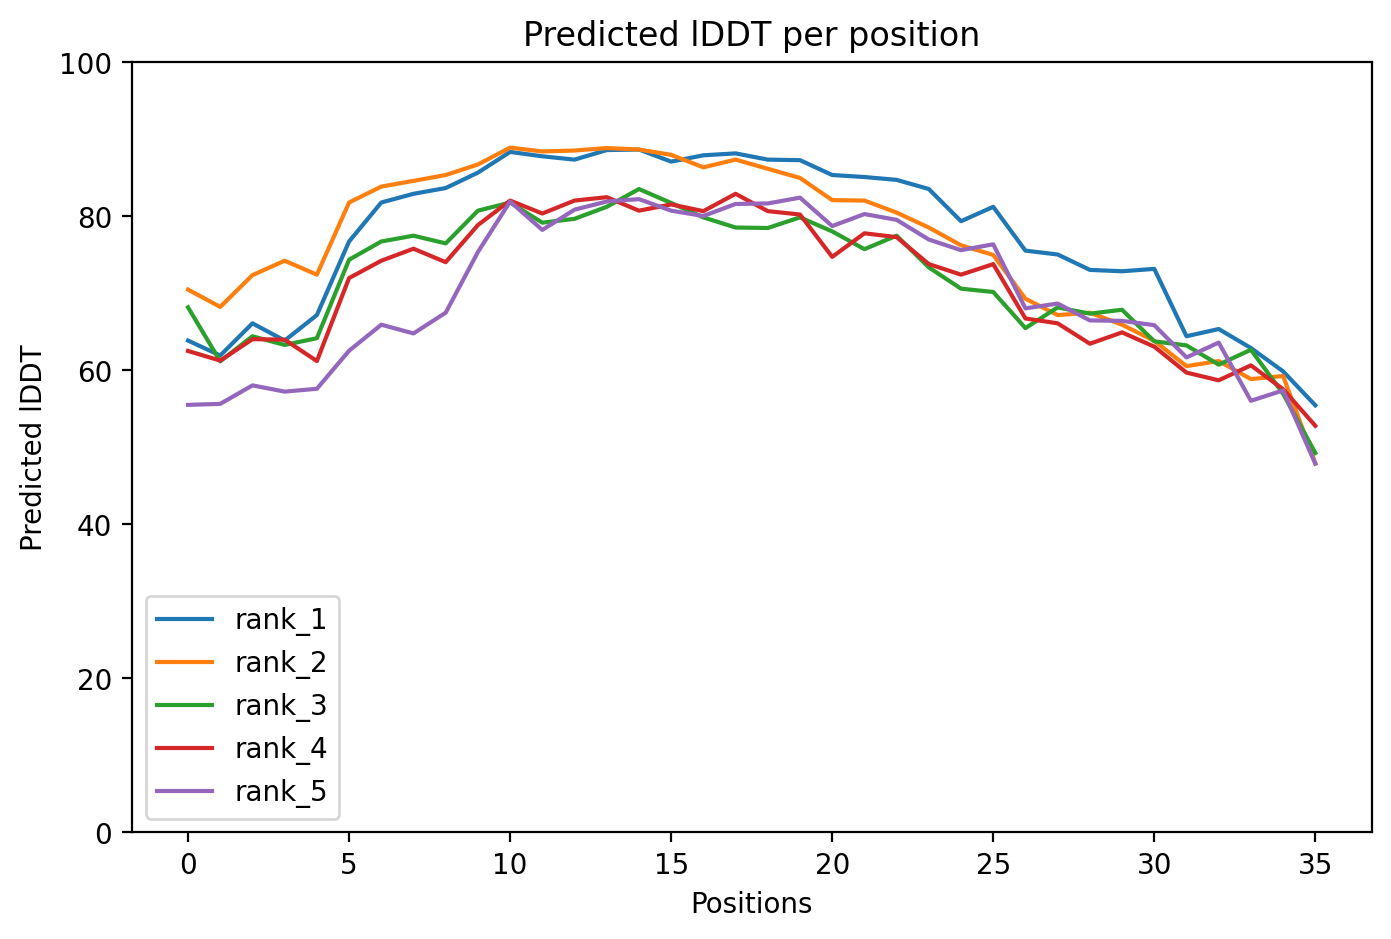 Predicted lDDT per position
Predicted lDDT
100
80
60
40
20
0
rank_1
rank_2
rank_3
rank_4
rank_5
0 5 10 15 20 25 30 35
Positions